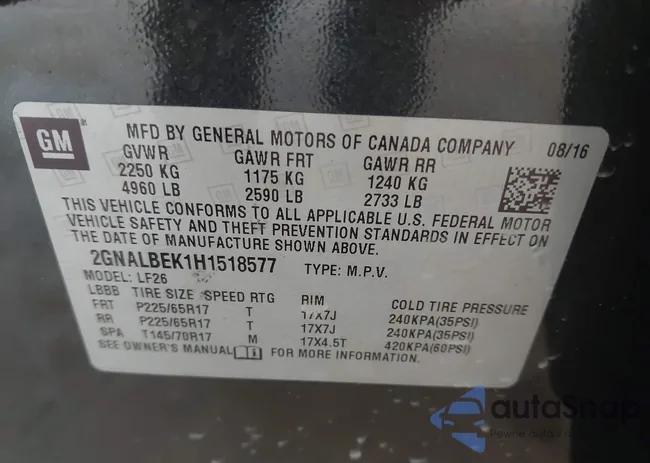 GM
MFD BY GENERAL MOTORS OF CANADA COMPANY 08/16
GVWR GAWR FRT GAWR RR
2250 KG 1175 KG 1240 KG
4960 LB 2590 LB 2733 LB
THIS VEHICLE CONFORMS TO ALL APPLICABLE U.S. FEDERAL MOTOR
VEHICLE SAFETY AND THEFT PREVENTION STANDARDS IN EFFECT ON
THE DATE OF MANUFACTURE SHOWN ABOVE.
2GNALBEK1H1518577 TYPE: M.P.V.
MODEL: LF26
LBBB TIRE SIZE SPEED RTG RIM COLD TIRE PRESSURE
FRT P225/65R17 T 17X7J 240KPA(35PSI)
RR P225/65R17 T 17X7J 240KPA(35PSI)
SPA T145/70R17 M 17X4.5T 420KPA(60PSI)
SEE OWNER'S MANUAL FOR MORE INFORMATION.
autoSnap
Pewne auta